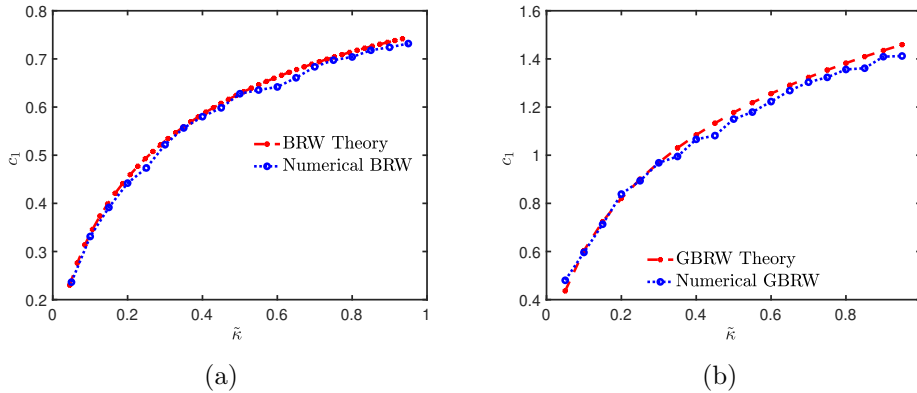 0.8
0.7
0.6
0.5
0.4
0.3
0.2
c₁
BRW Theory
Numerical BRW
0 0.2 0.4 0.6 0.8 1
κ̃
(a)
1.6
1.4
1.2
1
0.8
0.6
0.4
c₁
GBRW Theory
Numerical GBRW
0 0.2 0.4 0.6 0.8
κ̃
(b)